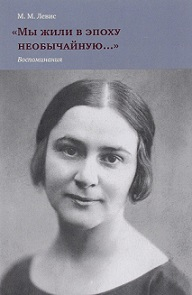 М. М. Левис
«Мы жили в эпоху
необычайную...»
Воспоминания